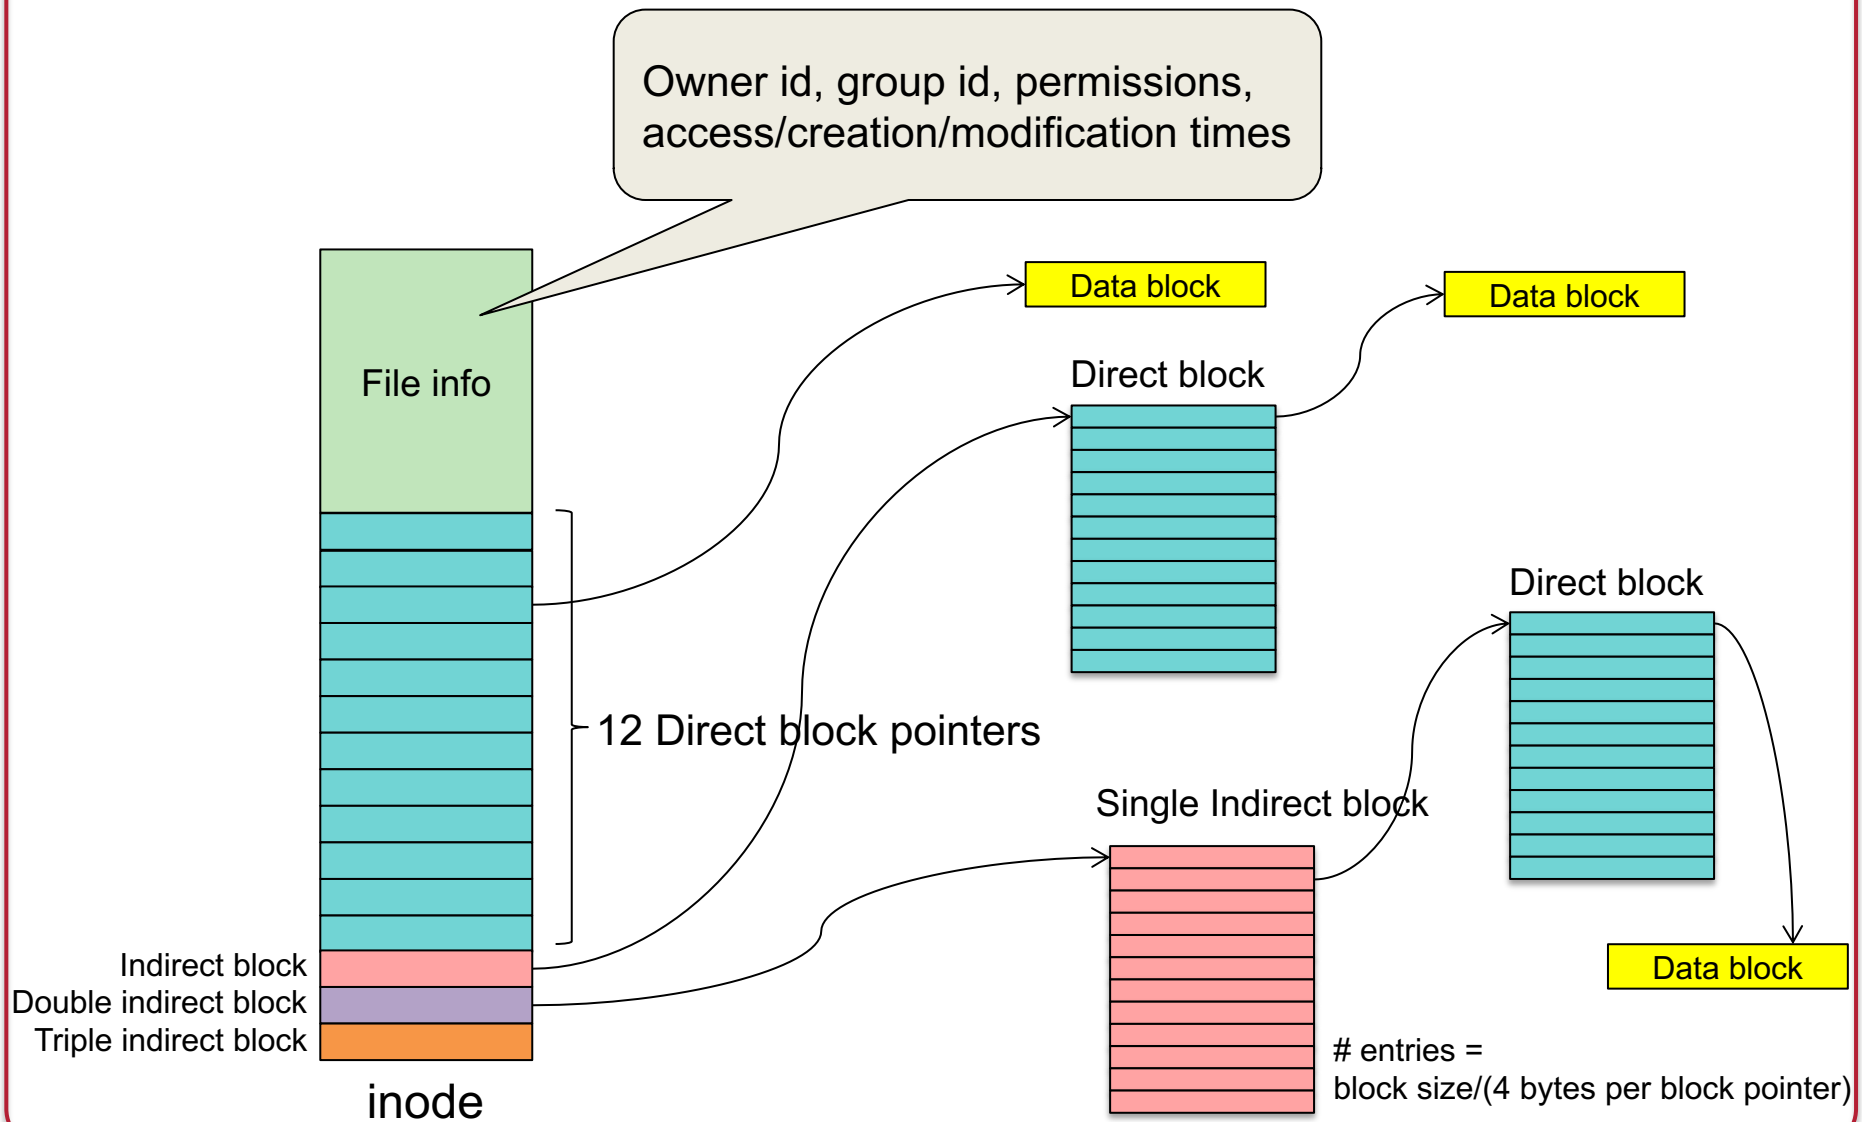 Owner id, group id, permissions,
access/creation/modification times
Data block
Data block
File info
Direct block
Direct block
12 Direct block pointers
Single Indirect block
Indirect block
Data block
Double indirect block
Triple indirect block
# entries =
block size/(4 bytes per block pointer)
inode